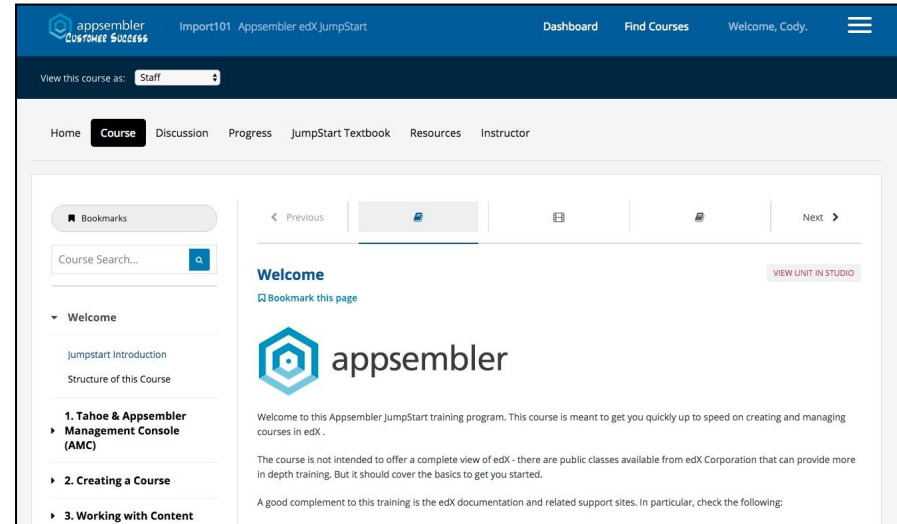 appsembler
Customer Success
Import101 Appsembler edX JumpStart
Dashboard
Find Courses
Welcome, Cody.
View this course as:
Staff
Home
Course
Discussion
Progress
JumpStart Textbook
Resources
Instructor
Bookmarks
Course Search...
Welcome
Jumpstart Introduction
Structure of this Course
1. Tahoe & Appsembler
Management Console
(AMC)
2. Creating a Course
3. Working with Content
Previous
Next
Welcome
VIEW UNIT IN STUDIO
Bookmark this page
appsembler
Welcome to this Appsembler JumpStart training program. This course is meant to get you quickly up to speed on creating and managing
courses in edX .
The course is not intended to offer a complete view of edX - there are public classes available from edX Corporation that can provide more
in depth training. But it should cover the basics to get you started.
A good complement to this training is the edX documentation and related support sites. In particular, check the following: